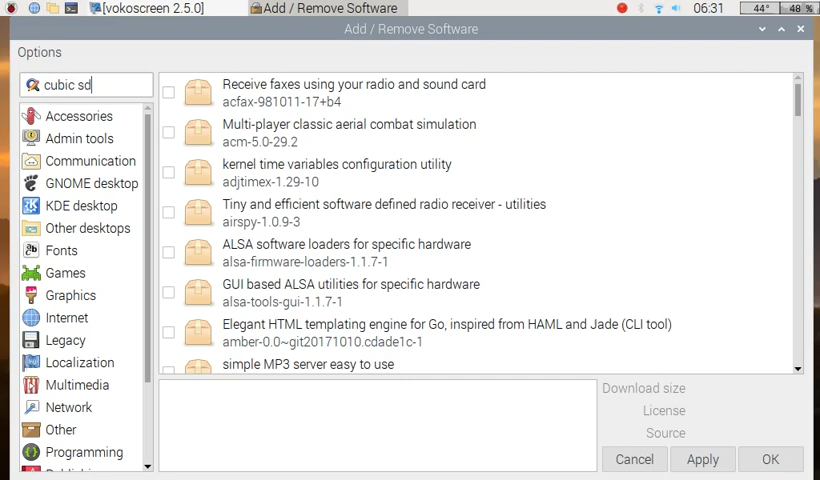 [vokoscreen 2.5.0]
Add / Remove Software
06:31
44°
48 %
Add / Remove Software
Options
cubic sd
Accessories
Admin tools
Communication
GNOME desktop
KDE desktop
Other desktops
Fonts
Games
Graphics
Internet
Legacy
Localization
Multimedia
Network
Other
Programming
Receive faxes using your radio and sound card
acfax-981011-17+b4
Multi-player classic aerial combat simulation
acm-5.0-29.2
kernel time variables configuration utility
adjtimex-1.29-10
Tiny and efficient software defined radio receiver - utilities
airspy-1.0.9-3
ALSA software loaders for specific hardware
alsa-firmware-loaders-1.1.7-1
GUI based ALSA utilities for specific hardware
alsa-tools-gui-1.1.7-1
Elegant HTML templating engine for Go, inspired from HAML and Jade (CLI tool)
amber-0.0~git20171010.cdade1c-1
simple MP3 server easy to use
Download size
License
Source
Cancel
Apply
OK